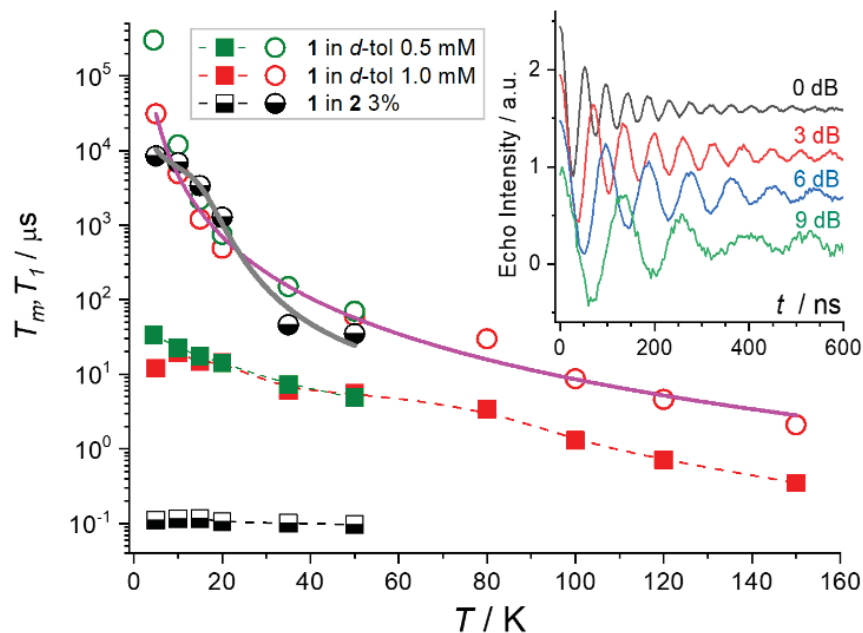 1 in d-tol 0.5 mM
1 in d-tol 1.0 mM
1 in 2 3%
0 dB
3 dB
6 dB
9 dB
Echo Intensity / a.u.
2
1
0
0
200
400
600
t / ns
Tm, T1 / μs
10^5
10^4
10^3
10^2
10^1
10^0
10^-1
0
20
40
60
80
100
120
140
160
T / K